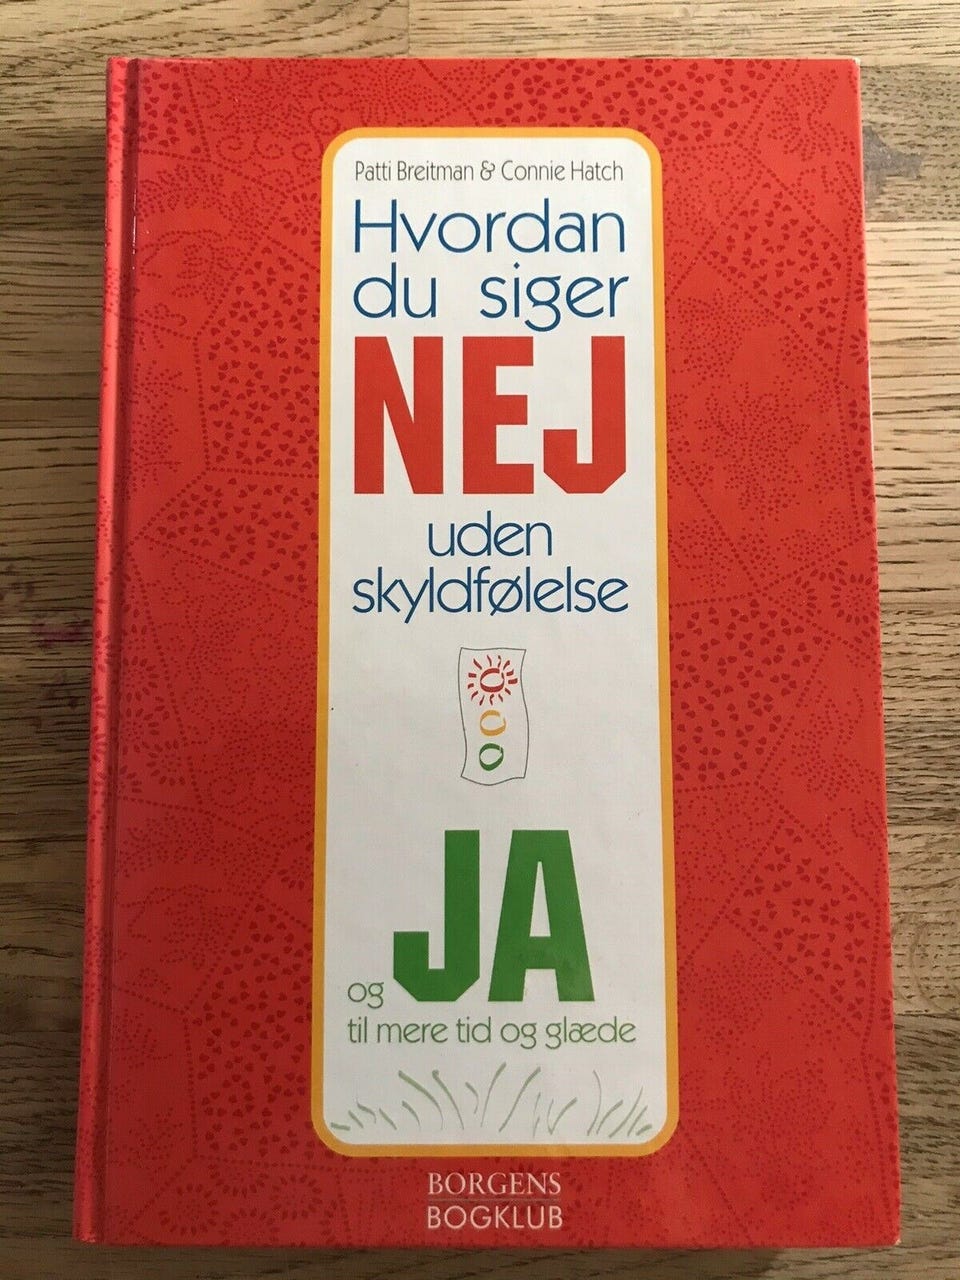 Patti Breitman & Connie Hatch
Hvordan
du siger
NEJ
uden
skyldfølelse
og JA
til mere tid og glæde
BORGENS
BOGKLUB